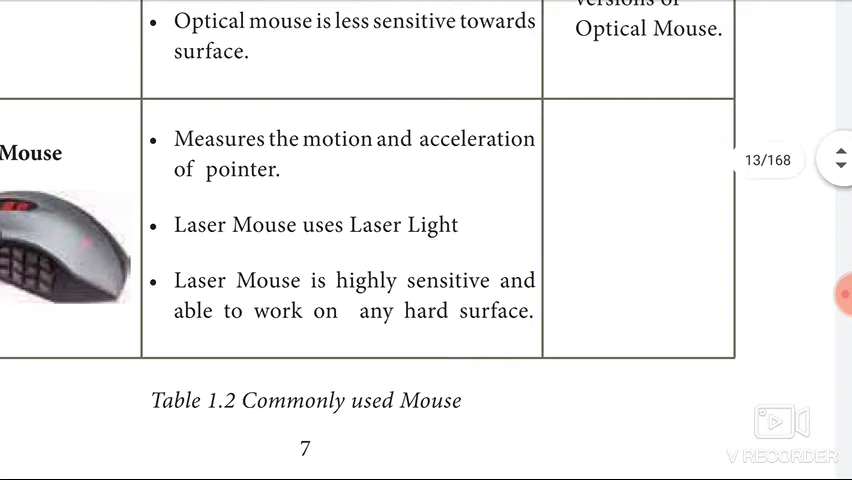 versions of
• Optical mouse is less sensitive towards
surface.
Optical Mouse.
Mouse
• Measures the motion and acceleration
of pointer.
• Laser Mouse uses Laser Light
• Laser Mouse is highly sensitive and
able to work on any hard surface.
13/168
Table 1.2 Commonly used Mouse
7
V RECORDER